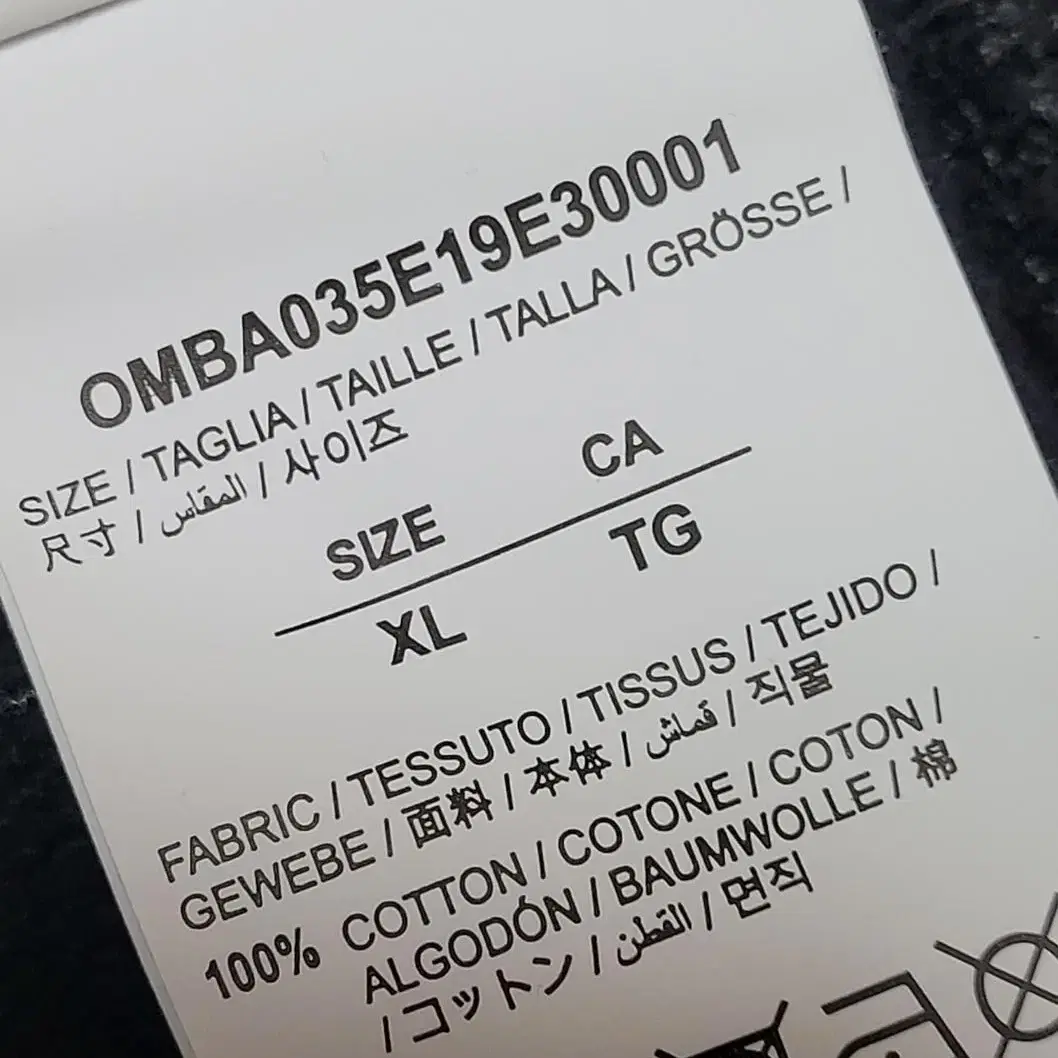 OMBA035E19E30001
SIZE / TAGLIA / TAILLE / TALLA / GRÖSSE /
尺寸 / المقاس / 사이즈
SIZE CA
XL TG
FABRIC / TESSUTO / TISSUS / TEJIDO /
GEWEBE / 面料 / 本体 / قماش / 직물
100% COTTON / COTONE / COTON /
ALGODÓN / BAUMWOLLE / 棉
/ コットン / القطن / 면직